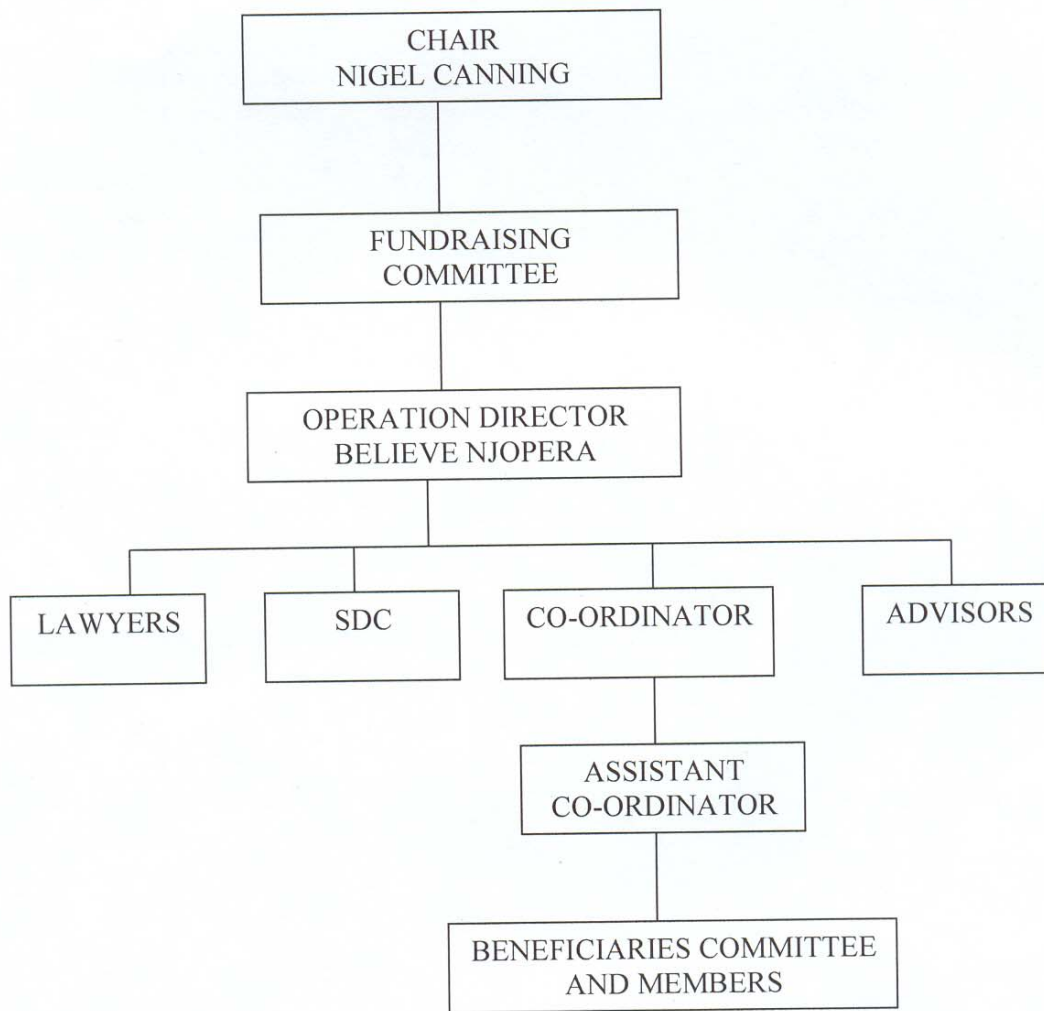 CHAIR
NIGEL CANNING
FUNDRAISING
COMMITTEE
OPERATION DIRECTOR
BELIEVE NJOPERA
LAWYERS
SDC
CO-ORDINATOR
ADVISORS
ASSISTANT
CO-ORDINATOR
BENEFICIARIES COMMITTEE
AND MEMBERS